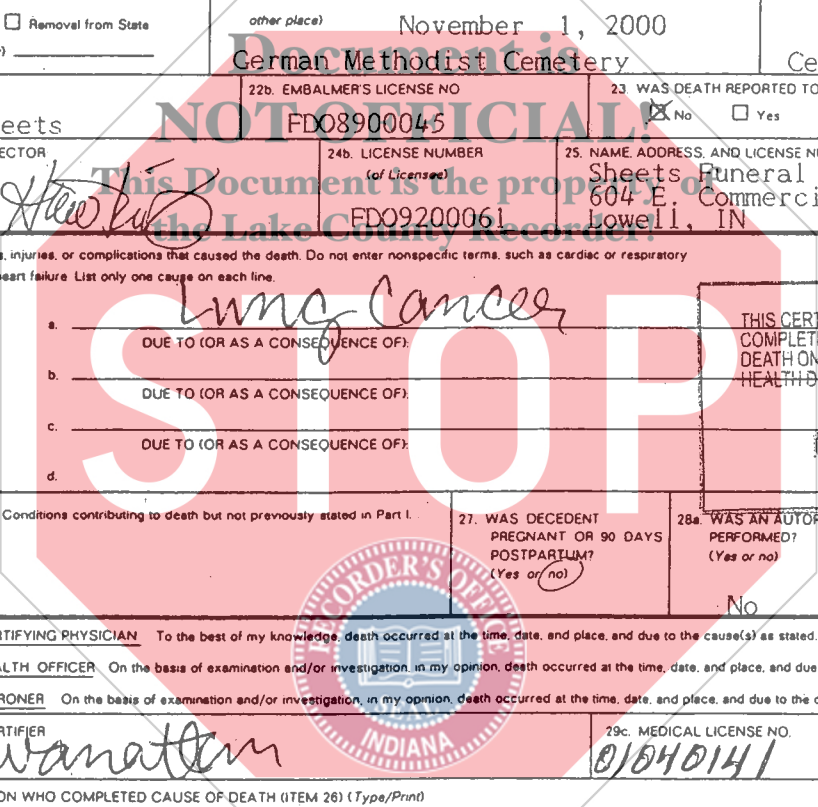 Removal from State
other place)
November 1, 2000
German Methodist Cemetery
Ce
Document is
NOT OFFICIAL!
This Document is the property of
the Lake County Recorder!
22b. EMBALMER'S LICENSE NO
FDO8900045
23. WAS DEATH REPORTED TO
No Yes
eets
ECTOR
24b. LICENSE NUMBER
(of Licensee)
FDO9200061
25. NAME, ADDRESS, AND LICENSE N
Sheets Funeral
604 E. Commerci
Lowell, IN
s, injuries, or complications that caused the death. Do not enter nonspecific terms, such as cardiac or respiratory
eart failure. List only one cause on each line.
a. Lung Cancer
DUE TO (OR AS A CONSEQUENCE OF):
b.
DUE TO (OR AS A CONSEQUENCE OF):
c.
DUE TO (OR AS A CONSEQUENCE OF):
d.
THIS CERT
COMPLET
DEATH ON
HEALTH D
STOP
Conditions contributing to death but not previously stated in Part I.
27. WAS DECEDENT
PREGNANT OR 90 DAYS
POSTPARTUM?
(Yes or no)
28a. WAS AN AUTOP
PERFORMED?
(Yes or no)
No
RECORDER'S OFFICE
SEAL
INDIANA
RTIFYING PHYSICIAN To the best of my knowledge, death occurred at the time, date, and place, and due to the cause(s) as stated.
ALTH OFFICER On the basis of examination and/or investigation, in my opinion, death occurred at the time, date, and place, and due
RONER On the basis of examination and/or investigation, in my opinion, death occurred at the time, date, and place, and due to the c
RTIFIER
29c. MEDICAL LICENSE NO.
01040141
ON WHO COMPLETED CAUSE OF DEATH (ITEM 26) (Type/Print)